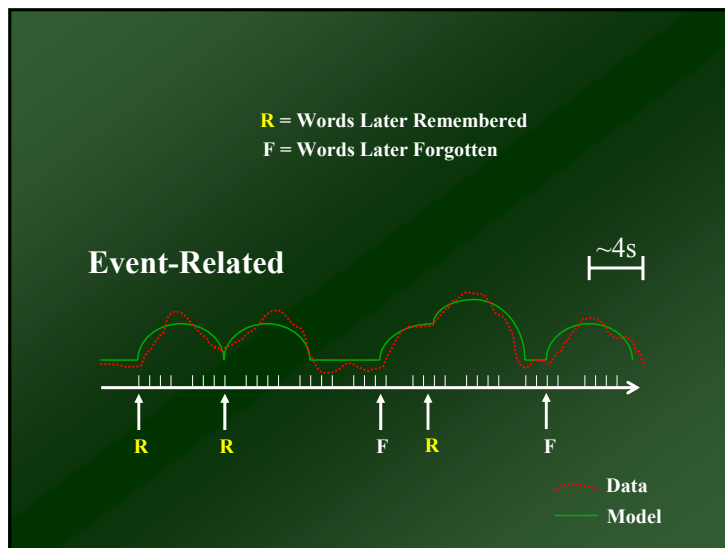 R = Words Later Remembered
F = Words Later Forgotten
Event-Related
~4s
R R F R F
Data
Model